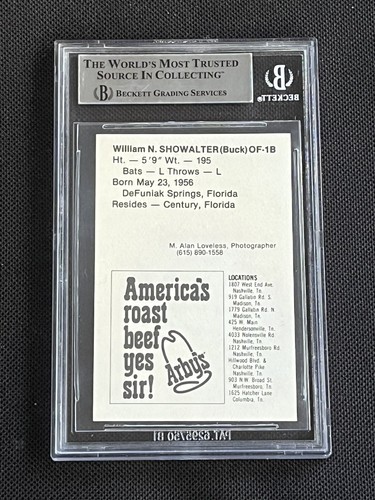 THE WORLD'S MOST TRUSTED
SOURCE IN COLLECTING™
BECKETT GRADING SERVICES
BECKETT
William N. SHOWALTER (Buck) OF-1B
Ht. — 5'9" Wt. — 195
Bats — L Throws — L
Born May 23, 1956
DeFuniak Springs, Florida
Resides — Century, Florida
M. Alan Loveless, Photographer
(615) 890-1558
America's
roast
beef
yes
sir!
Arby's
LOCATIONS
1807 West End Ave.
Nashville, Tn.
919 Gallatin Rd. S.
Madison, Tn.
1779 Gallatin Rd. N.
Madison, Tn.
425 W. Main
Hendersonville, Tn.
4033 Nolensville Rd.
Nashville, Tn.
1212 Murfreesboro Rd.
Nashville, Tn.
Hillwood Blvd. &
Charlotte Pike
Nashville, Tn.
903 N.W. Broad St.
Murfreesboro, Tn.
1625 Hatcher Lane
Columbia, Tn.